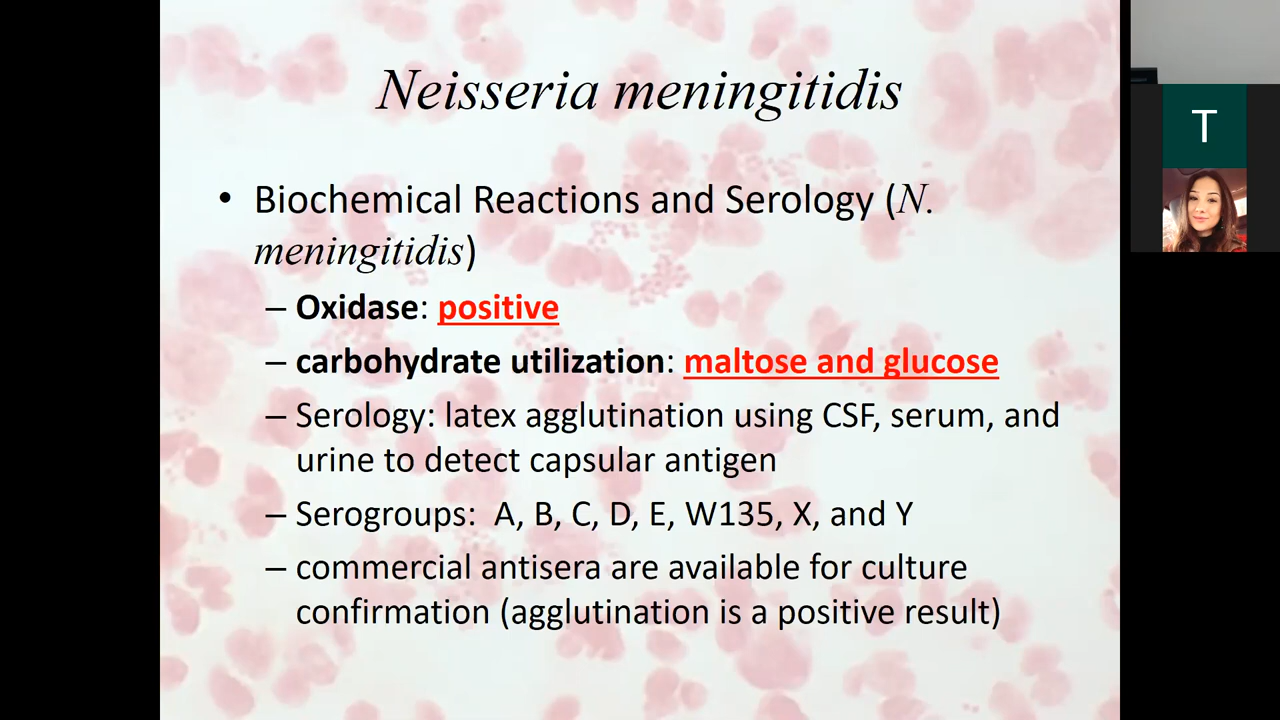 Neisseria meningitidis
• Biochemical Reactions and Serology (N.
meningitidis)
– Oxidase: positive
– carbohydrate utilization: maltose and glucose
– Serology: latex agglutination using CSF, serum, and
urine to detect capsular antigen
– Serogroups: A, B, C, D, E, W135, X, and Y
– commercial antisera are available for culture
confirmation (agglutination is a positive result)
T